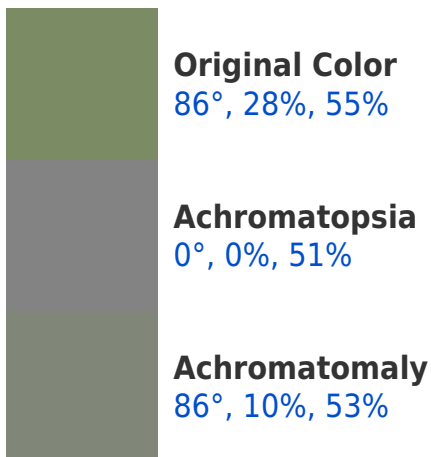 Original Color
86°, 28%, 55%
Achromatopsia
0°, 0%, 51%
Achromatomaly
86°, 10%, 53%